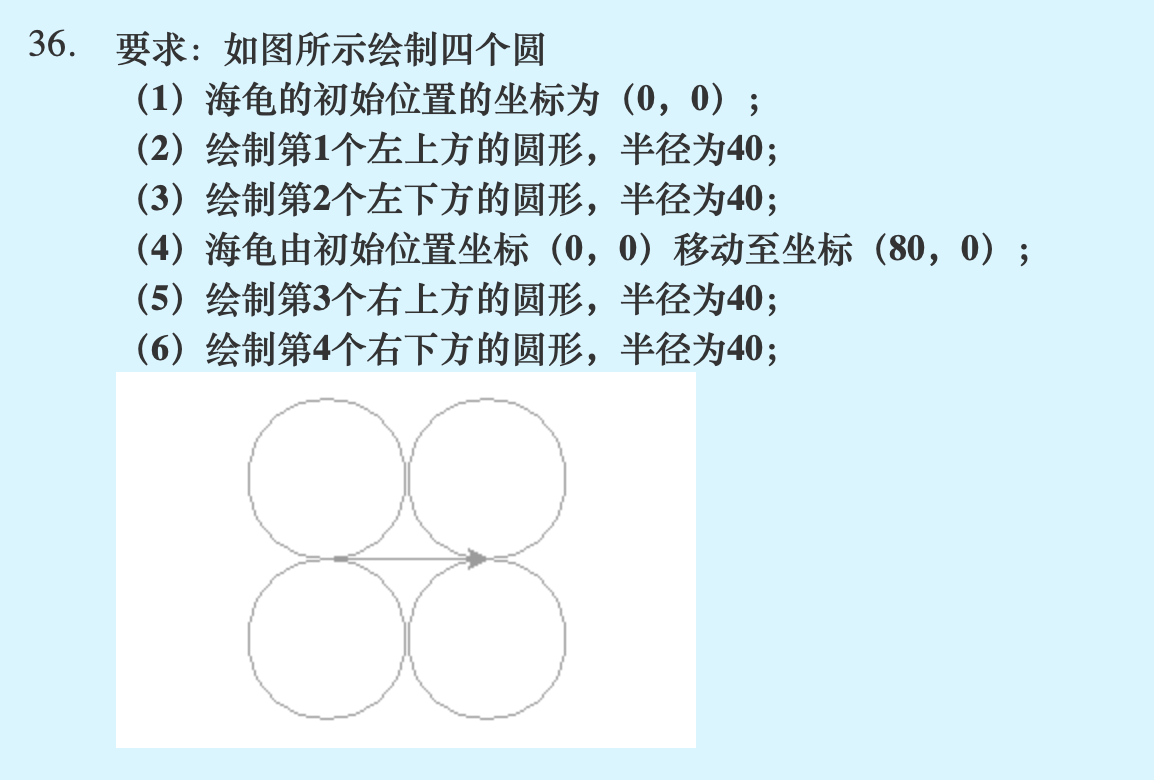 36. 要求：如图所示绘制四个圆
（1）海龟的初始位置的坐标为（0，0）；
（2）绘制第1个左上方的圆形，半径为40；
（3）绘制第2个左下方的圆形，半径为40；
（4）海龟由初始位置坐标（0，0）移动至坐标（80，0）；
（5）绘制第3个右上方的圆形，半径为40；
（6）绘制第4个右下方的圆形，半径为40；